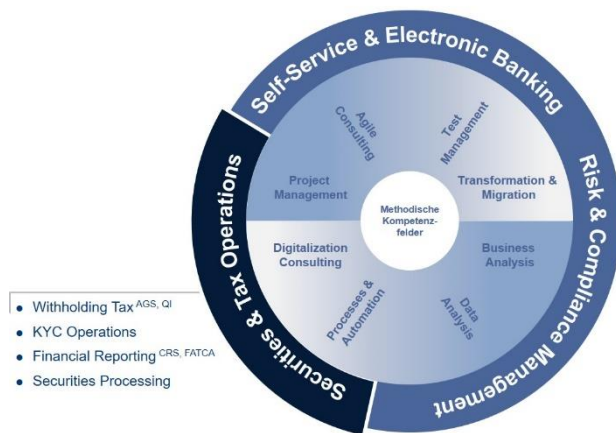 Self-Service & Electronic Banking
Risk & Compliance Management
Securities & Tax Operations
Agile
Consulting
Test
Management
Project
Management
Transformation &
Migration
Methodische
Kompetenz-
felder
Digitalization
Consulting
Business
Analysis
Processes &
Automation
Data
Analysis
• Withholding Tax AGS, QI
• KYC Operations
• Financial Reporting CRS, FATCA
• Securities Processing